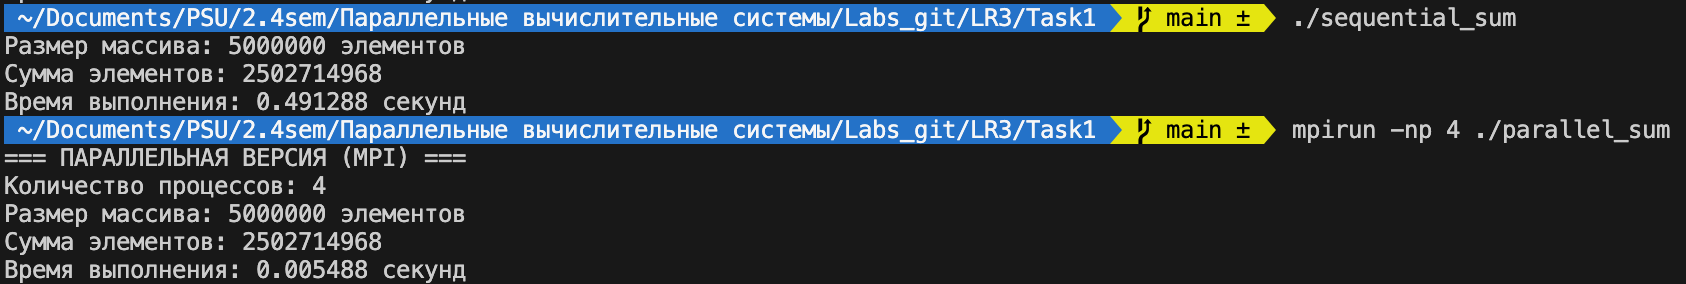 ~/Documents/PSU/2.4sem/Параллельные вычислительные системы/Labs_git/LR3/Task1 main ± ./sequential_sum
Размер массива: 5000000 элементов
Сумма элементов: 2502714968
Время выполнения: 0.491288 секунд
~/Documents/PSU/2.4sem/Параллельные вычислительные системы/Labs_git/LR3/Task1 main ± mpirun -np 4 ./parallel_sum
=== ПАРАЛЛЕЛЬНАЯ ВЕРСИЯ (MPI) ===
Количество процессов: 4
Размер массива: 5000000 элементов
Сумма элементов: 2502714968
Время выполнения: 0.005488 секунд